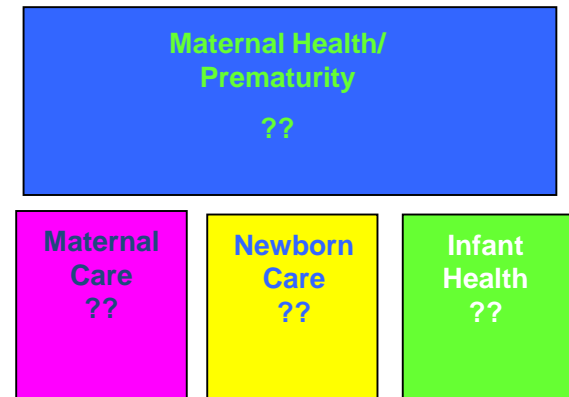 Maternal Health/
Prematurity
??
Maternal
Care
??
Newborn
Care
??
Infant
Health
??